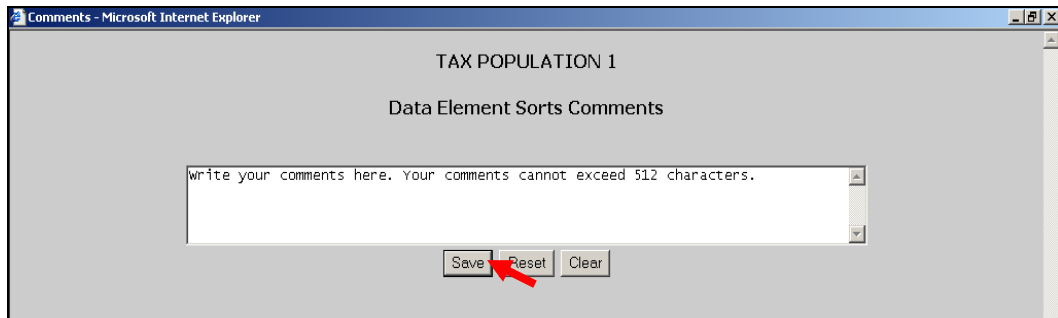 Comments - Microsoft Internet Explorer
TAX POPULATION 1
Data Element Sorts Comments
Write your comments here. Your comments cannot exceed 512 characters.
Save Reset Clear